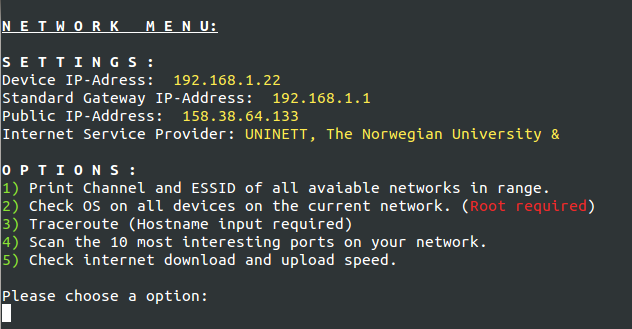 N E T W O R K   M E N U:
S E T T I N G S :
Device IP-Adress:  192.168.1.22
Standard Gateway IP-Address:  192.168.1.1
Public IP-Address:  158.38.64.133
Internet Service Provider: UNINETT, The Norwegian University &
O P T I O N S :
1) Print Channel and ESSID of all avaiable networks in range.
2) Check OS on all devices on the current network. (Root required)
3) Traceroute (Hostname input required)
4) Scan the 10 most interesting ports on your network.
5) Check internet download and upload speed.
Please choose a option: